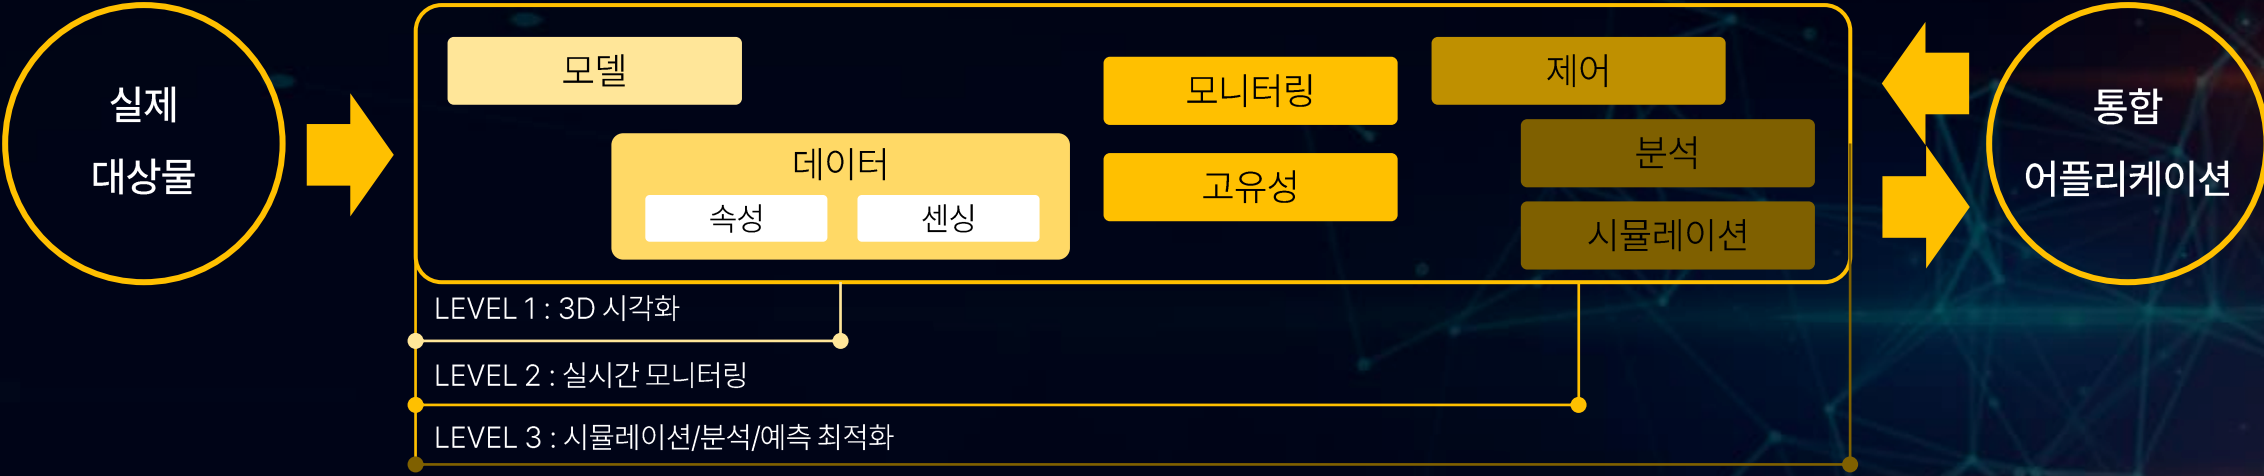 실제
대상물
모델
데이터
속성
센싱
모니터링
고유성
제어
분석
시뮬레이션
통합
어플리케이션
LEVEL 1 : 3D 시각화
LEVEL 2 : 실시간 모니터링
LEVEL 3 : 시뮬레이션/분석/예측 최적화